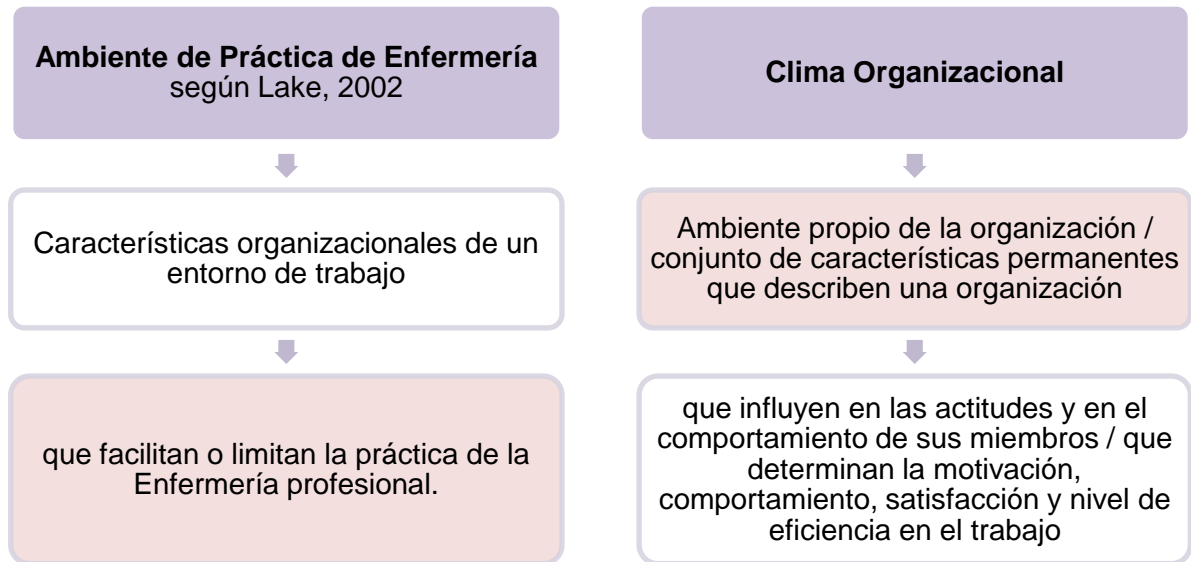 Ambiente de Práctica de Enfermería
según Lake, 2002
Características organizacionales de un
entorno de trabajo
que facilitan o limitan la práctica de la
Enfermería profesional.
Clima Organizacional
Ambiente propio de la organización /
conjunto de características permanentes
que describen una organización
que influyen en las actitudes y en el
comportamiento de sus miembros / que
determinan la motivación,
comportamiento, satisfacción y nivel de
eficiencia en el trabajo